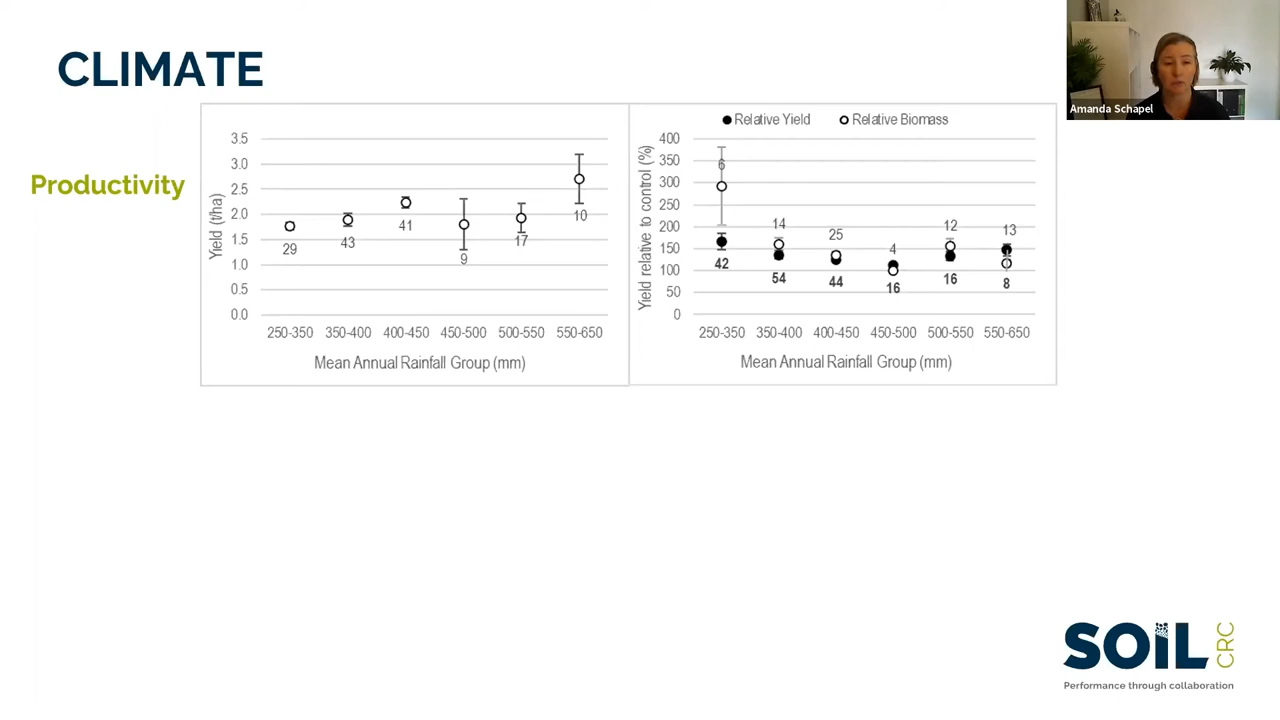 CLIMATE
Amanda Schapel
Productivity
Yield (t/ha)
3.5
3.0
2.5
2.0
1.5
1.0
0.5
0.0
29
43
41
9
17
10
250-350 350-400 400-450 450-500 500-550 550-650
Mean Annual Rainfall Group (mm)
Relative Yield Relative Biomass
Yield relative to control (%)
400
350
300
250
200
150
100
50
0
6
14
25
4
12
13
42
54
44
16
16
8
250-350 350-400 400-450 450-500 500-550 550-650
Mean Annual Rainfall Group (mm)
SOIL CRC
Performance through collaboration